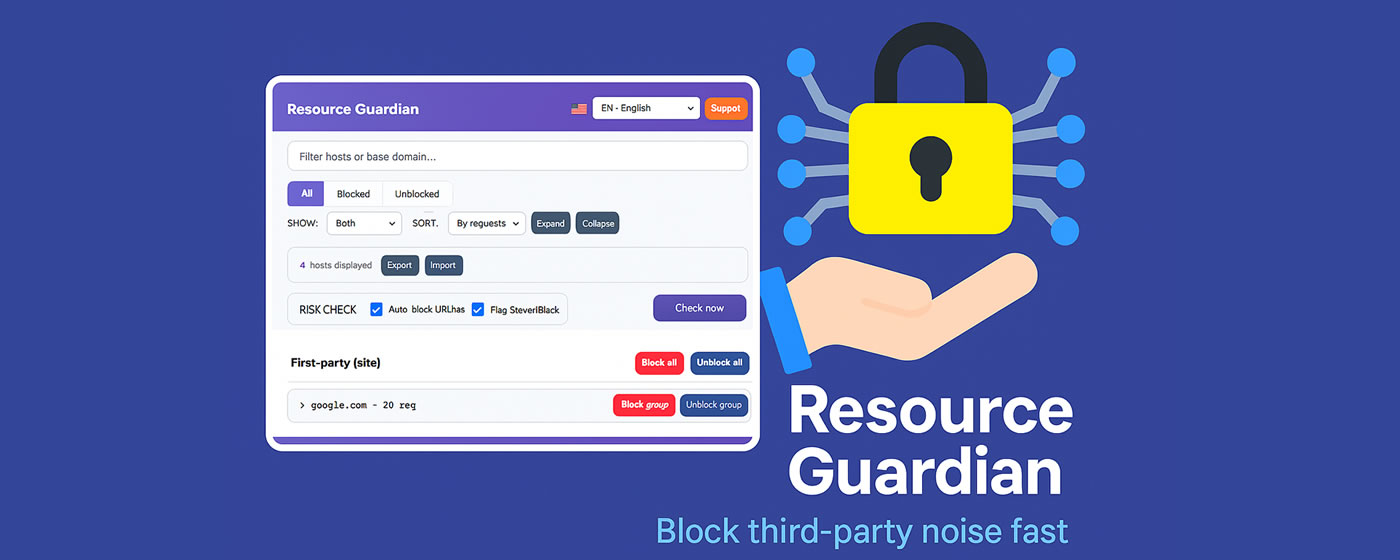 Resource Guardian
EN - English
Suppot
Filter hosts or base domain...
All Blocked Unblocked
SHOW: Both SORT. By requests Expand Collapse
4 hosts displayed Export Import
RISK CHECK Auto block URLhas Flag SteverlBlack Check now
First-party (site) Block all Unblock all
> google.com - 20 req Block group Unblock group
Resource
Guardian
Block third-party noise fast